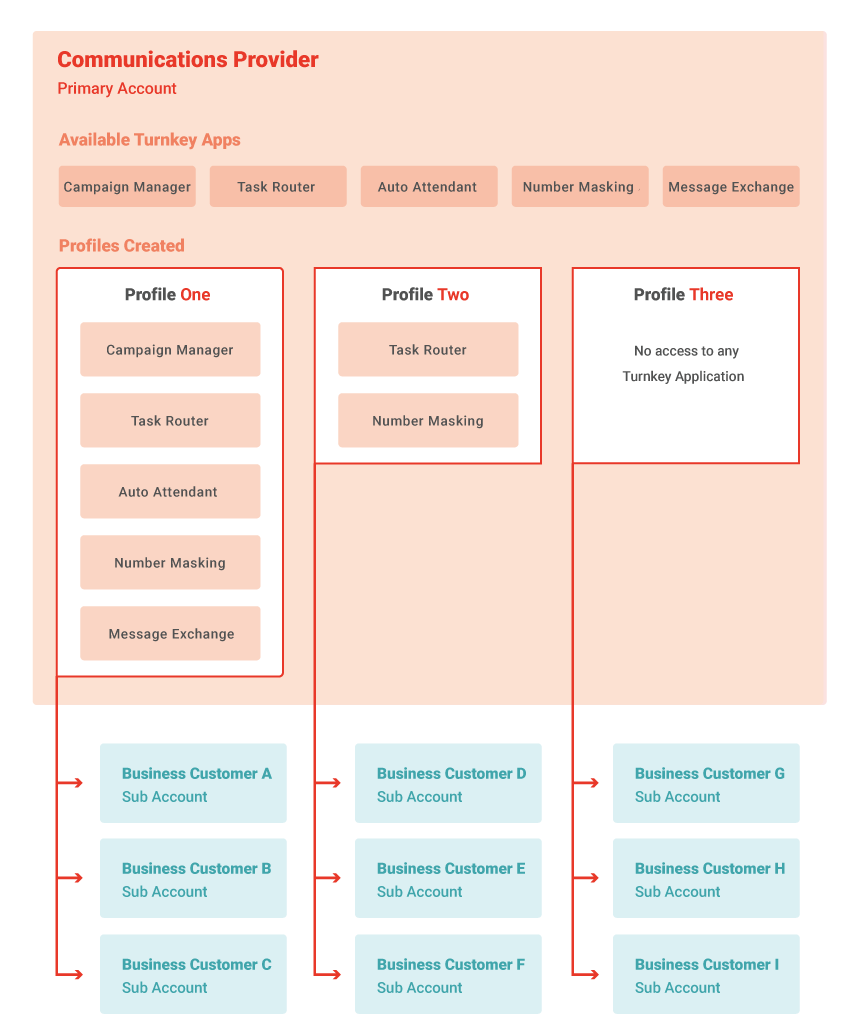 Communications Provider
Primary Account
Available Turnkey Apps
Campaign Manager
Task Router
Auto Attendant
Number Masking
Message Exchange
Profiles Created
Profile One
Campaign Manager
Task Router
Auto Attendant
Number Masking
Message Exchange
Profile Two
Task Router
Number Masking
Profile Three
No access to any
Turnkey Application
Business Customer A
Sub Account
Business Customer B
Sub Account
Business Customer C
Sub Account
Business Customer D
Sub Account
Business Customer E
Sub Account
Business Customer F
Sub Account
Business Customer G
Sub Account
Business Customer H
Sub Account
Business Customer I
Sub Account